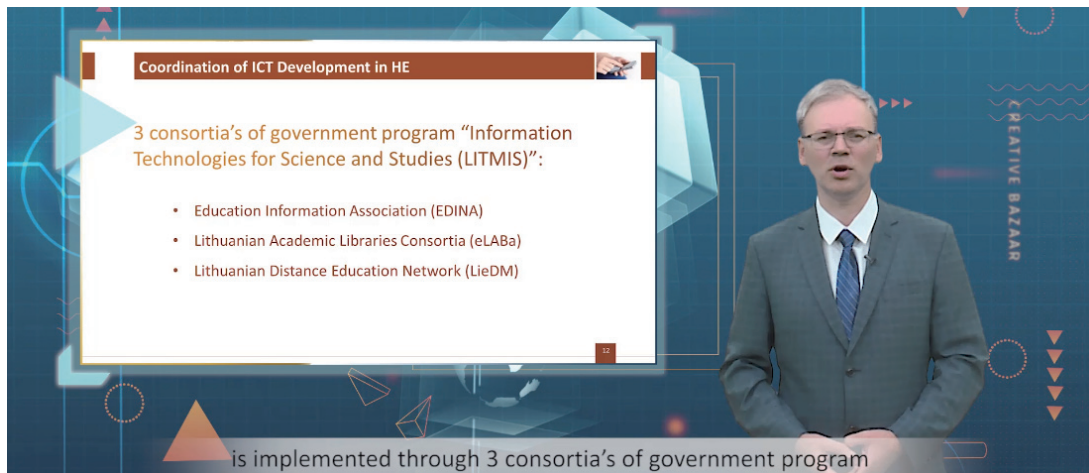 Coordination of ICT Development in HE
3 consortia's of government program “Information
Technologies for Science and Studies (LITMIS)”:
• Education Information Association (EDINA)
• Lithuanian Academic Libraries Consortia (eLABa)
• Lithuanian Distance Education Network (LieDM)
12
CREATIVE BAZAAR
is implemented through 3 consortia's of government program